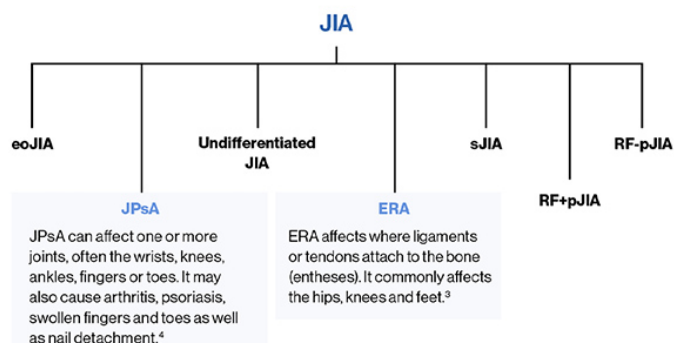 JIA
eoJIA
Undifferentiated
JIA
sJIA
RF+pJIA
RF-pJIA
JPsA
JPsA can affect one or more
joints, often the wrists, knees,
ankles, fingers or toes. It may
also cause arthritis, psoriasis,
swollen fingers and toes as well
as nail detachment.⁴
ERA
ERA affects where ligaments
or tendons attach to the bone
(entheses). It commonly affects
the hips, knees and feet.³